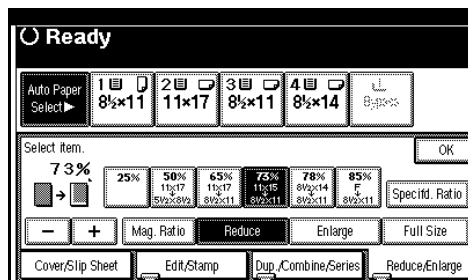 Ready
Auto Paper Select▶
1 8½×11
2 11×17
3 8½×11
4 8½×14
Select item.
OK
73%
25%
50% 11×17 5½×8½
65% 11×17 8½×11
73% 11×15 8½×11
78% 8½×14 8½×11
85% F 8½×11
Specifd. Ratio
− + Mag. Ratio Reduce Enlarge Full Size
Cover/Slip Sheet Edit/Stamp Dup./Combine/Series Reduce/Enlarge